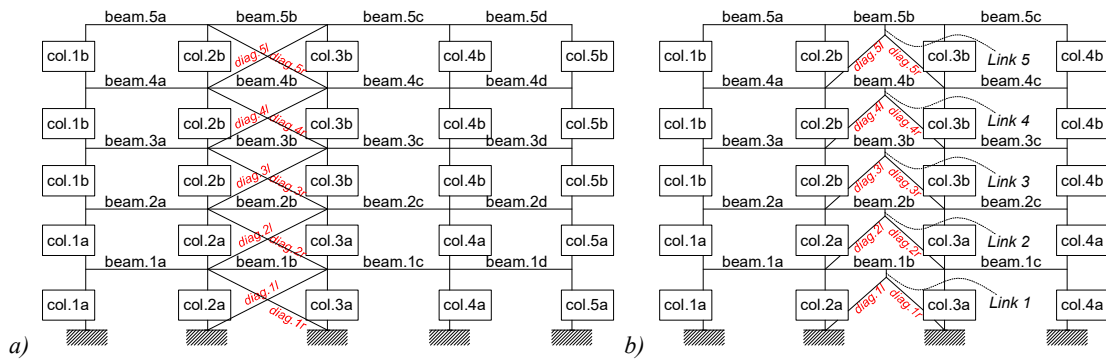 beam.5a beam.5b beam.5c beam.5d
col.1b col.2b diag.5l diag.5r col.3b col.4b col.5b
beam.4a beam.4b beam.4c beam.4d
col.1b col.2b diag.4l diag.4r col.3b col.4b col.5b
beam.3a beam.3b beam.3c beam.3d
col.1b col.2b diag.3l diag.3r col.3b col.4b col.5b
beam.2a beam.2b beam.2c beam.2d
col.1a col.2a diag.2l diag.2r col.3a col.4a col.5a
beam.1a beam.1b beam.1c beam.1d
col.1a col.2a diag.1l diag.1r col.3a col.4a col.5a
a)
beam.5a beam.5b beam.5c
col.1b col.2b diag.5l diag.5r col.3b Link 5 col.4b
beam.4a beam.4b beam.4c
col.1b col.2b diag.4l diag.4r col.3b Link 4 col.4b
beam.3a beam.3b beam.3c
col.1b col.2b diag.3l diag.3r col.3b Link 3 col.4b
beam.2a beam.2b beam.2c
col.1a col.2a diag.2l diag.2r col.3a Link 2 col.4a
beam.1a beam.1b beam.1c
col.1a col.2a diag.1l diag.1r col.3a Link 1 col.4a
b)